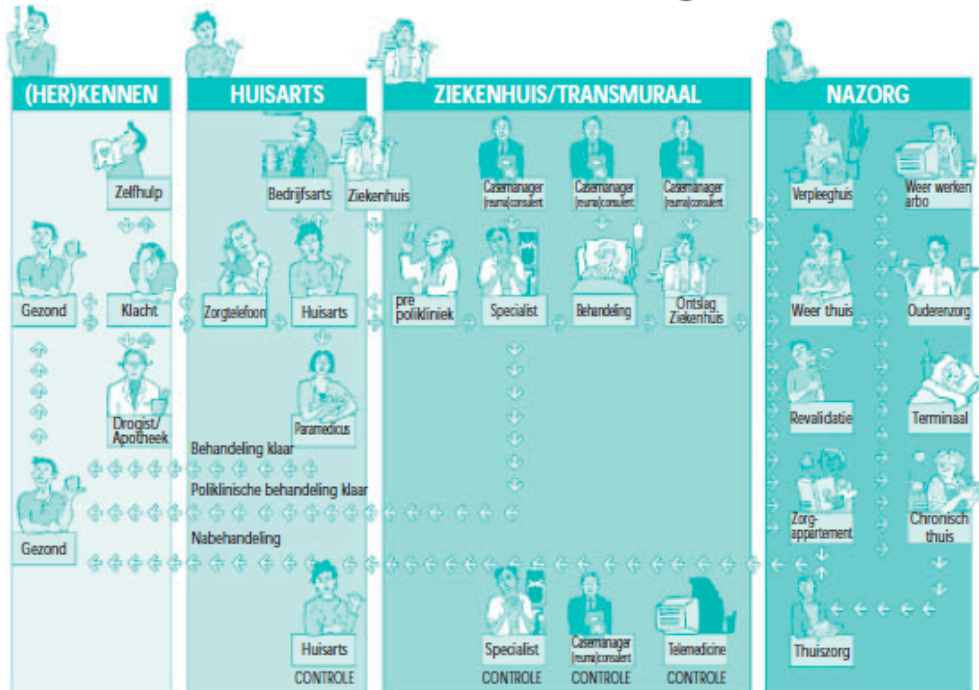 (HER)KENNEN
HUISARTS
ZIEKENHUIS/TRANSMURAAL
NAZORG
Zelfhulp
Bedrijfsarts
Ziekenhuis
Casemanager
(reuma)consulent
Casemanager
(reuma)consulent
Casemanager
(reuma)consulent
Verpleeghuis
Weer werken
arbo
Gezond
Klacht
Zorgtelefoon
Huisarts
pre
polikliniek
Specialist
Behandeling
Ontslag
Ziekenhuis
Weer thuis
Ouderenzorg
Drogist/
Apotheek
Paramedicus
Revalidatie
Terminaal
Behandeling klaar
Poliklinische behandeling klaar
Zorg-
appartement
Chronisch
thuis
Gezond
Nabehandeling
Huisarts
CONTROLE
Specialist
CONTROLE
Casemanager
(reuma)consulent
CONTROLE
Telemedicine
CONTROLE
Thuiszorg